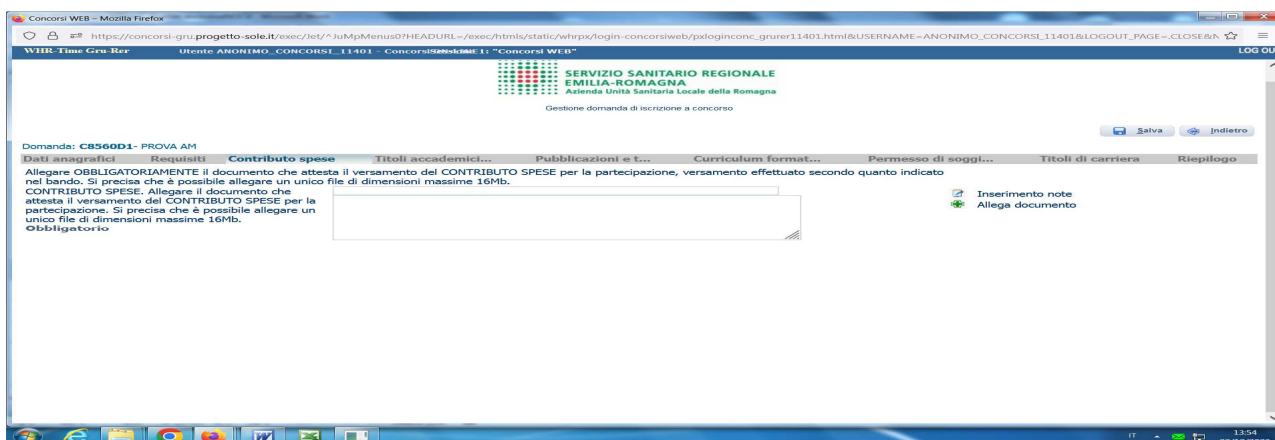 Concorsi WEB – Mozilla Firefox
https://concorsi-gru.progetto-sole.it/exec/Jet/^JuMpMenus0?HEADURL=/exec/htmls/static/whrpx/login-concorsiweb/pxloginconc_grurer11401.html&USERNAME=ANONIMO_CONCORSI_11401&LOGOUT_PAGE=.CLOSE&N
WHR-Time Gru-Rer Utente ANONIMO_CONCORSI_11401 - Concorsi 1: "Concorsi WEB" LOG OU
SERVIZIO SANITARIO REGIONALE
EMILIA-ROMAGNA
Azienda Unità Sanitaria Locale della Romagna
Gestione domanda di iscrizione a concorso
Salva Indietro
Domanda: C8560D1- PROVA AM
Dati anagrafici Requisiti Contributo spese Titoli accademici... Pubblicazioni e t... Curriculum format... Permesso di soggi... Titoli di carriera Riepilogo
Allegare OBBLIGATORIAMENTE il documento che attesta il versamento del CONTRIBUTO SPESE per la partecipazione, versamento effettuato secondo quanto indicato
nel bando. Si precisa che è possibile allegare un unico file di dimensioni massime 16Mb.
CONTRIBUTO SPESE. Allegare il documento che
attesta il versamento del CONTRIBUTO SPESE per la
partecipazione. Si precisa che è possibile allegare un
unico file di dimensioni massime 16Mb.
Obbligatorio
Inserimento note
Allega documento
IT 13:54